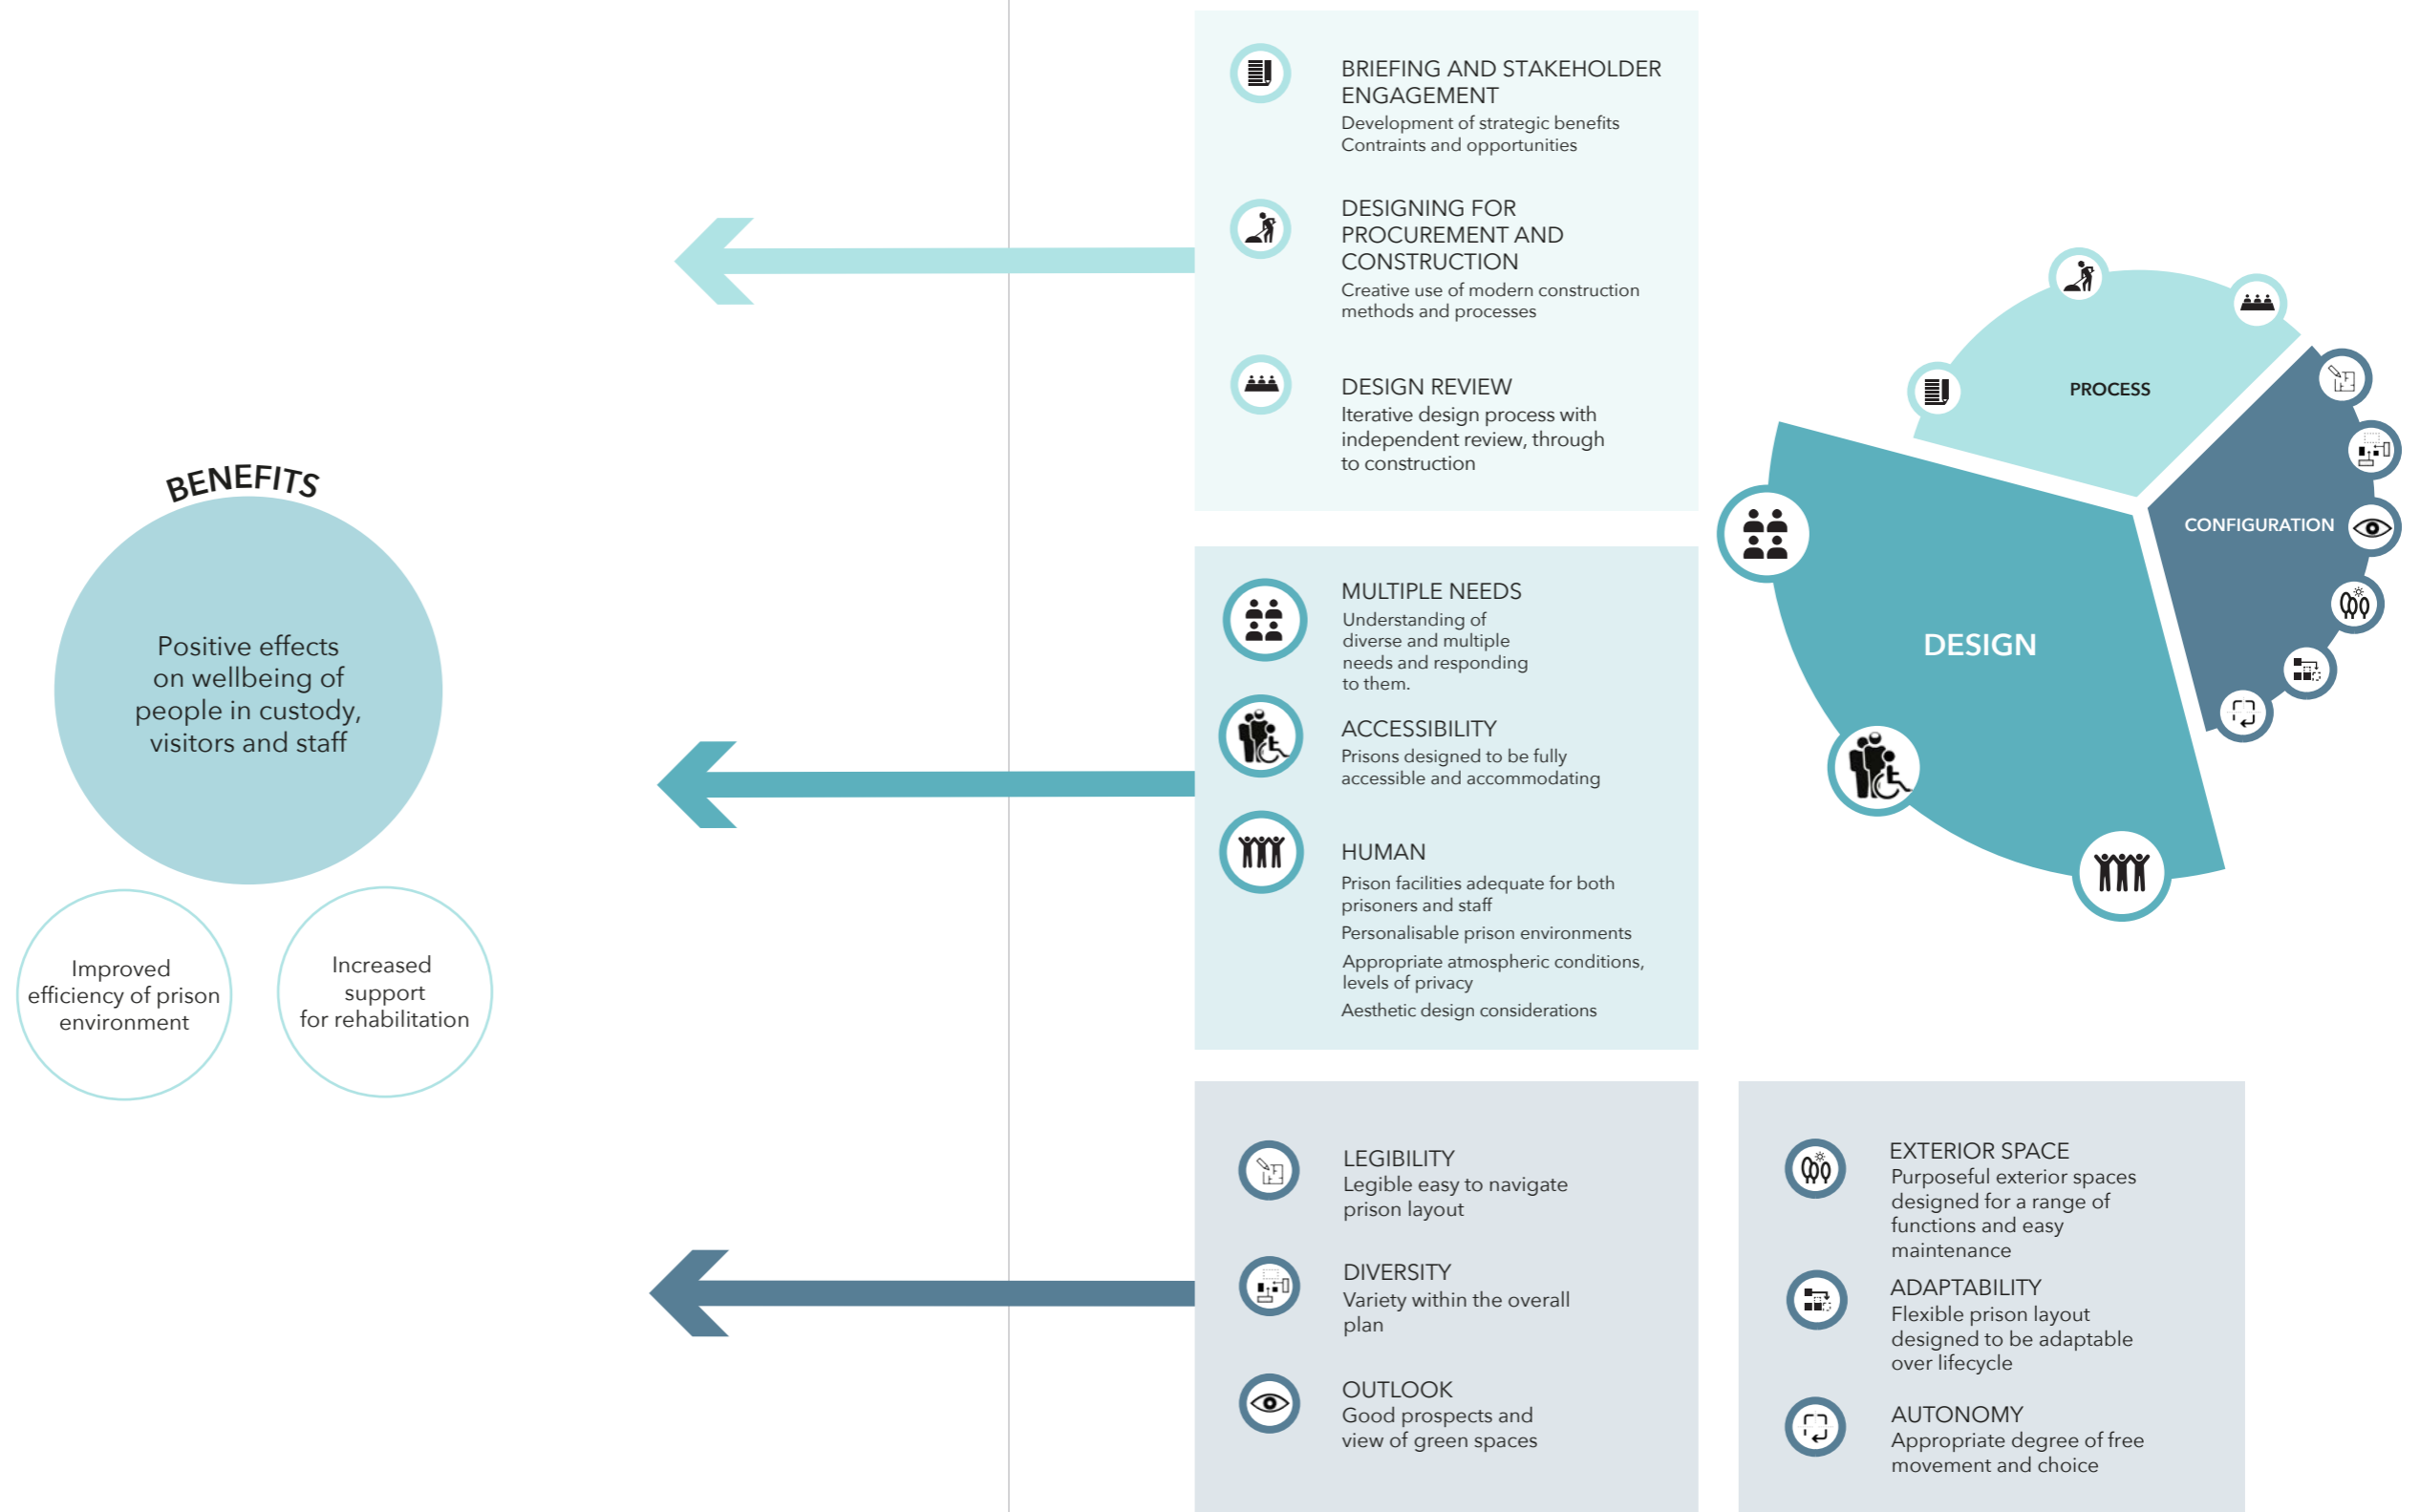 BENEFITS
Positive effects
on wellbeing of
people in custody,
visitors and staff
Improved
efficiency of prison
environment
Increased
support
for rehabilitation
BRIEFING AND STAKEHOLDER
ENGAGEMENT
Development of strategic benefits
Contraints and opportunities
DESIGNING FOR
PROCUREMENT AND
CONSTRUCTION
Creative use of modern construction
methods and processes
DESIGN REVIEW
Iterative design process with
independent review, through
to construction
MULTIPLE NEEDS
Understanding of
diverse and multiple
needs and responding
to them.
ACCESSIBILITY
Prisons designed to be fully
accessible and accommodating
HUMAN
Prison facilities adequate for both
prisoners and staff
Personalisable prison environments
Appropriate atmospheric conditions,
levels of privacy
Aesthetic design considerations
LEGIBILITY
Legible easy to navigate
prison layout
DIVERSITY
Variety within the overall
plan
OUTLOOK
Good prospects and
view of green spaces
PROCESS
CONFIGURATION
DESIGN
EXTERIOR SPACE
Purposeful exterior spaces
designed for a range of
functions and easy
maintenance
ADAPTABILITY
Flexible prison layout
designed to be adaptable
over lifecycle
AUTONOMY
Appropriate degree of free
movement and choice